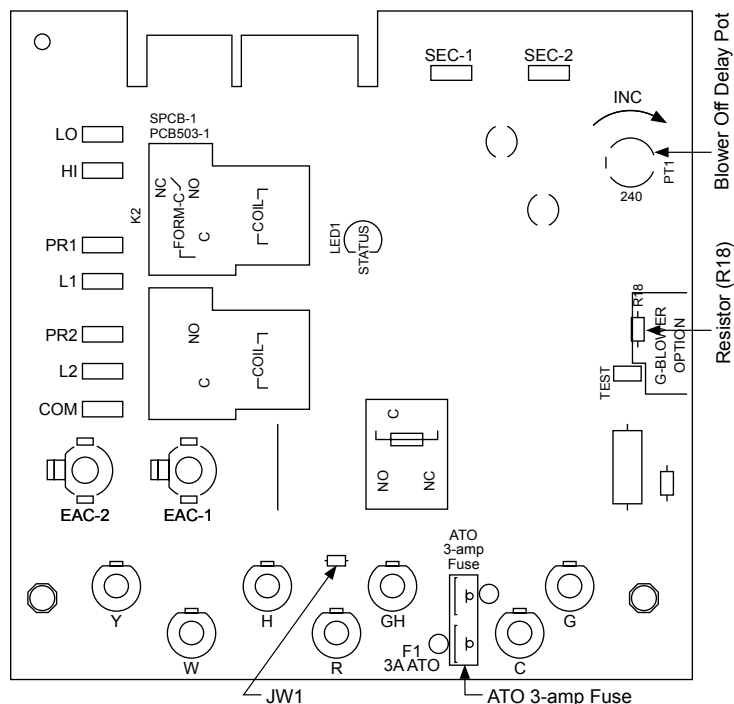 SEC-1
SEC-2
INC
Blower Off Delay Pot
PT1
240
SPCB-1
PCB503-1
LO
HI
K2
NC
NO
FORM-C
C
COIL
LED1
STATUS
PR1
L1
PR2
L2
COM
NO
C
COIL
R18
G-BLOWER
OPTION
TEST
Resistor (R18)
C
NO
NC
EAC-2
EAC-1
ATO
3-amp
Fuse
Y
W
H
R
GH
F1
3A ATO
C
G
JW1
ATO 3-amp Fuse